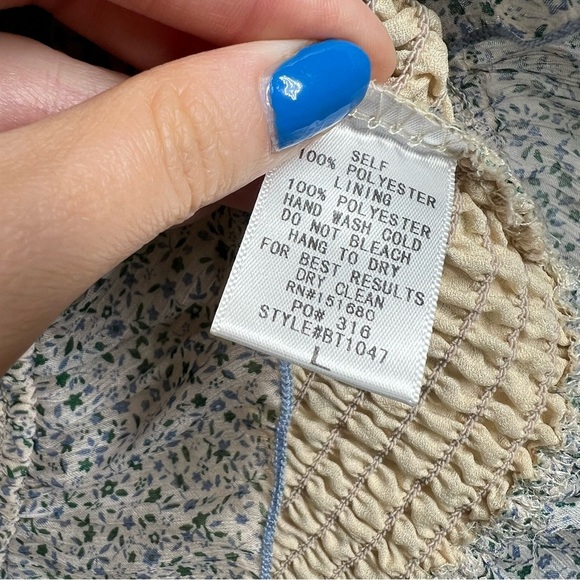 SELF
100% POLYESTER
LINING
100% POLYESTER
HAND WASH COLD
DO NOT BLEACH
HANG TO DRY
FOR BEST RESULTS
DRY CLEAN
RN#151680
PO# 316
STYLE#BT1047
L